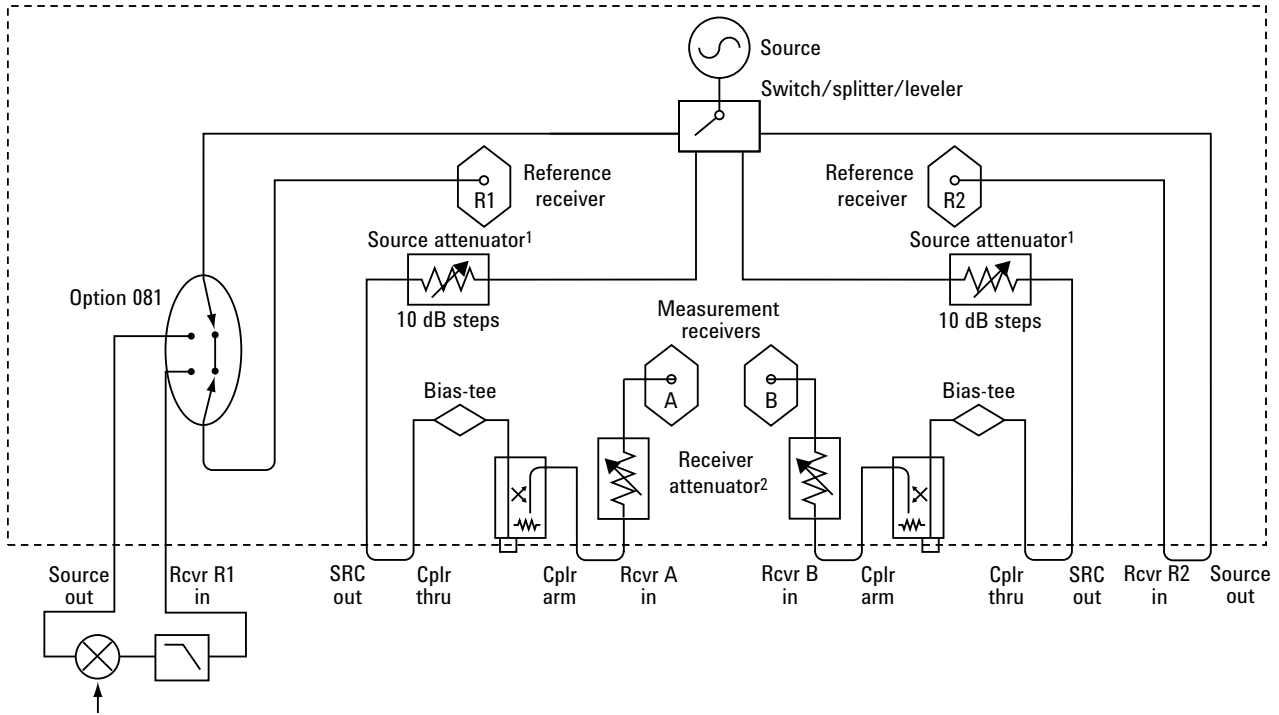 Source
Switch/splitter/leveler
Reference
receiver
R1
Reference
receiver
R2
Source attenuator1
10 dB steps
Source attenuator1
10 dB steps
Option 081
Measurement
receivers
A
B
Bias-tee
Bias-tee
Receiver
attenuator2
Source
out
Rcvr R1
in
SRC
out
Cplr
thru
Cplr
arm
Rcvr A
in
Rcvr B
in
Cplr
arm
Cplr
thru
SRC
out
Rcvr R2
in
Source
out